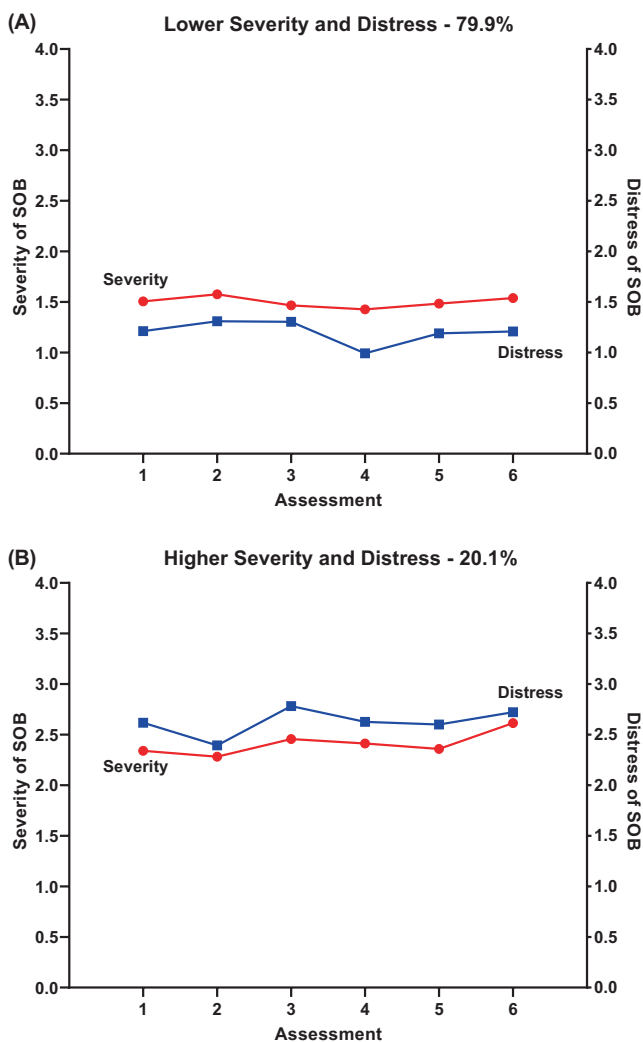 (A)
Lower Severity and Distress - 79.9%
4.0
3.5
3.0
2.5
2.0
1.5
1.0
0.5
0.0
Severity of SOB
Severity
Distress
4.0
3.5
3.0
2.5
2.0
1.5
1.0
0.5
0.0
Distress of SOB
1 2 3 4 5 6
Assessment
(B)
Higher Severity and Distress - 20.1%
4.0
3.5
3.0
2.5
2.0
1.5
1.0
0.5
0.0
Severity of SOB
Distress
Severity
4.0
3.5
3.0
2.5
2.0
1.5
1.0
0.5
0.0
Distress of SOB
1 2 3 4 5 6
Assessment